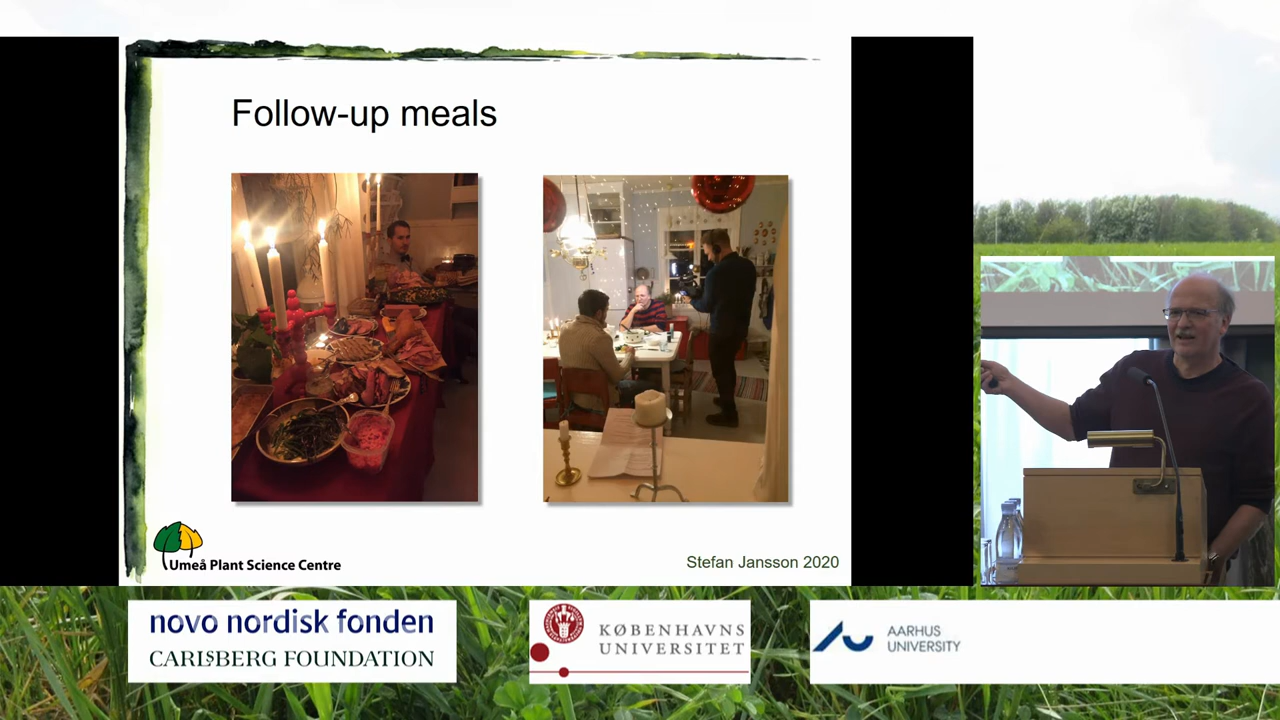 Follow-up meals
Umeå Plant Science Centre
Stefan Jansson 2020
novo nordisk fonden
CARLSBERG FOUNDATION
KØBENHAVNS
UNIVERSITET
AARHUS
UNIVERSITY